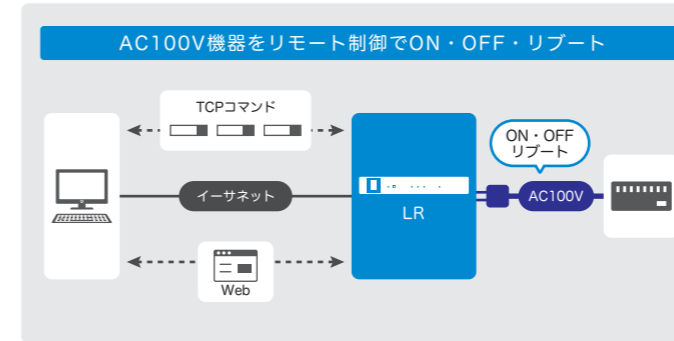 AC100V機器をリモート制御でON・OFF・リブート
TCPコマンド
ON・OFF
リブート
イーサネット
LR
AC100V
Web